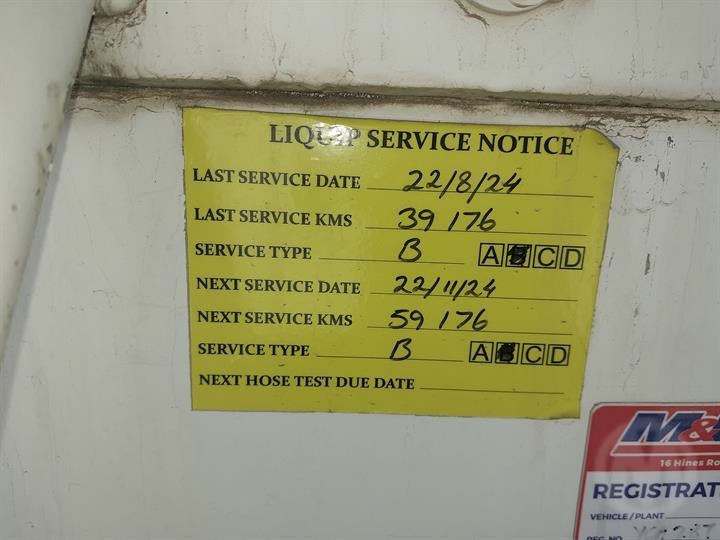 LIQUIP SERVICE NOTICE
LAST SERVICE DATE 22/8/24
LAST SERVICE KMS 39 176
SERVICE TYPE B A B C D
NEXT SERVICE DATE 22/11/24
NEXT SERVICE KMS 59 176
SERVICE TYPE B A B C D
NEXT HOSE TEST DUE DATE
M&
16 Hines Ro
REGISTRAT
VEHICLE/PLANT
REG NO